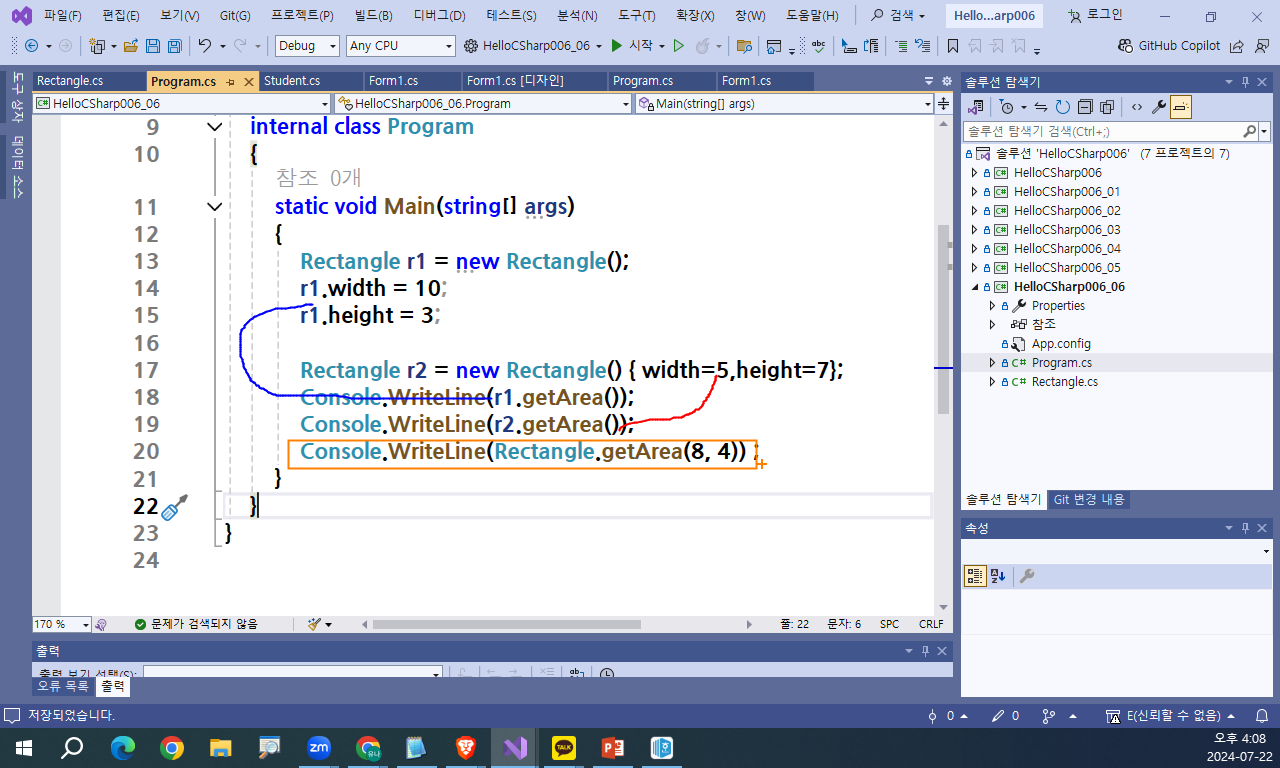 파일(F) 편집(E) 보기(V) Git(G) 프로젝트(P) 빌드(B) 디버그(D) 테스트(S) 분석(N) 도구(T) 확장(X) 창(W) 도움말(H) 검색 Hello...arp006 로그인
Debug Any CPU HelloCSharp006_06 시작 GitHub Copilot
도구 상자
데이터 소스
Rectangle.cs Program.cs Student.cs Form1.cs Form1.cs [디자인] Program.cs Form1.cs
HelloCSharp006_06 HelloCSharp006_06.Program Main(string[] args)
9 internal class Program
10 {
참조 0개
11 static void Main(string[] args)
12 {
13 Rectangle r1 = new Rectangle();
14 r1.width = 10;
15 r1.height = 3;
16
17 Rectangle r2 = new Rectangle() { width=5,height=7};
18 Console.WriteLine(r1.getArea());
19 Console.WriteLine(r2.getArea());
20 Console.WriteLine(Rectangle.getArea(8, 4)) ;
21 }
22 }
23 }
24
170 % 문제가 검색되지 않음 줄: 22 문자: 6 SPC CRLF
출력
출력 보기 선택(S):
오류 목록 출력
솔루션 탐색기
솔루션 탐색기 검색(Ctrl+;)
솔루션 'HelloCSharp006' (7 프로젝트의 7)
HelloCSharp006
HelloCSharp006_01
HelloCSharp006_02
HelloCSharp006_03
HelloCSharp006_04
HelloCSharp006_05
HelloCSharp006_06
Properties
참조
App.config
Program.cs
Rectangle.cs
솔루션 탐색기 Git 변경 내용
속성
저장되었습니다. 0 0 E(신뢰할 수 없음)
zm TALK
오후 4:08
2024-07-22